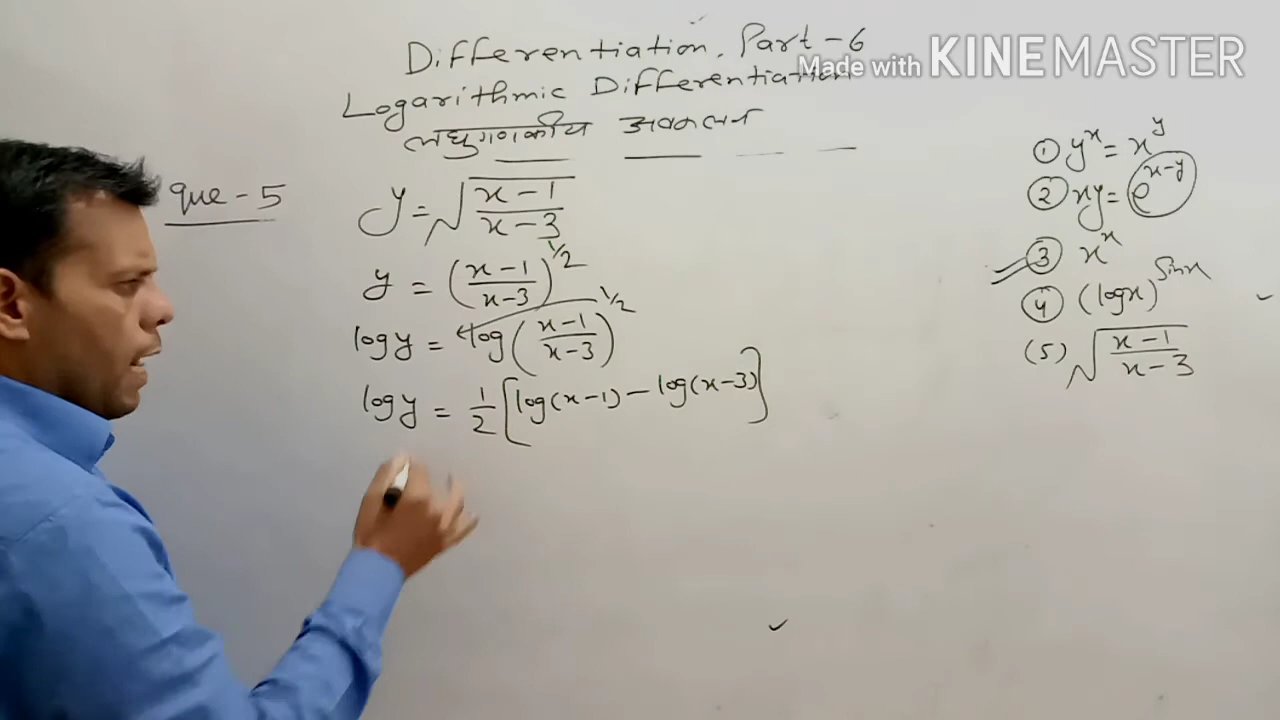 Differentiation. Part-6
Made with KINEMASTER
Logarithmic Differentiation
लघुगणकीय अवकलन
que-5
y = √((x-1)/(x-3))
y = ((x-1)/(x-3))^1/2
log y = log((x-1)/(x-3))^1/2
log y = 1/2 [log(x-1) - log(x-3)]
① y^x = x^y
② xy = e^(x-y)
③ x^x
④ (log x)^Sin x
(5) √((x-1)/(x-3))